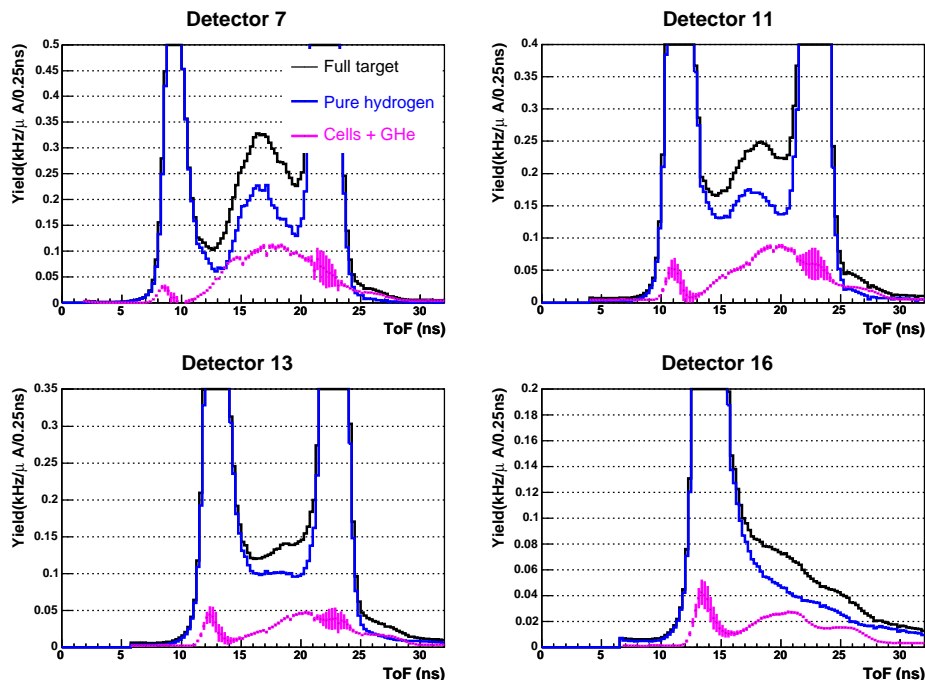 Detector 7
Yield(kHz/μ A/0.25ns)
0.5
0.45
0.4
0.35
0.3
0.25
0.2
0.15
0.1
0.05
0
Full target
Pure hydrogen
Cells + GHe
0 5 10 15 20 25 30
ToF (ns)
Detector 11
Yield(kHz/μ A/0.25ns)
0.4
0.35
0.3
0.25
0.2
0.15
0.1
0.05
0
0 5 10 15 20 25 30
ToF (ns)
Detector 13
Yield(kHz/μ A/0.25ns)
0.35
0.3
0.25
0.2
0.15
0.1
0.05
0
0 5 10 15 20 25 30
ToF (ns)
Detector 16
Yield(kHz/μ A/0.25ns)
0.2
0.18
0.16
0.14
0.12
0.1
0.08
0.06
0.04
0.02
0
0 5 10 15 20 25 30
ToF (ns)